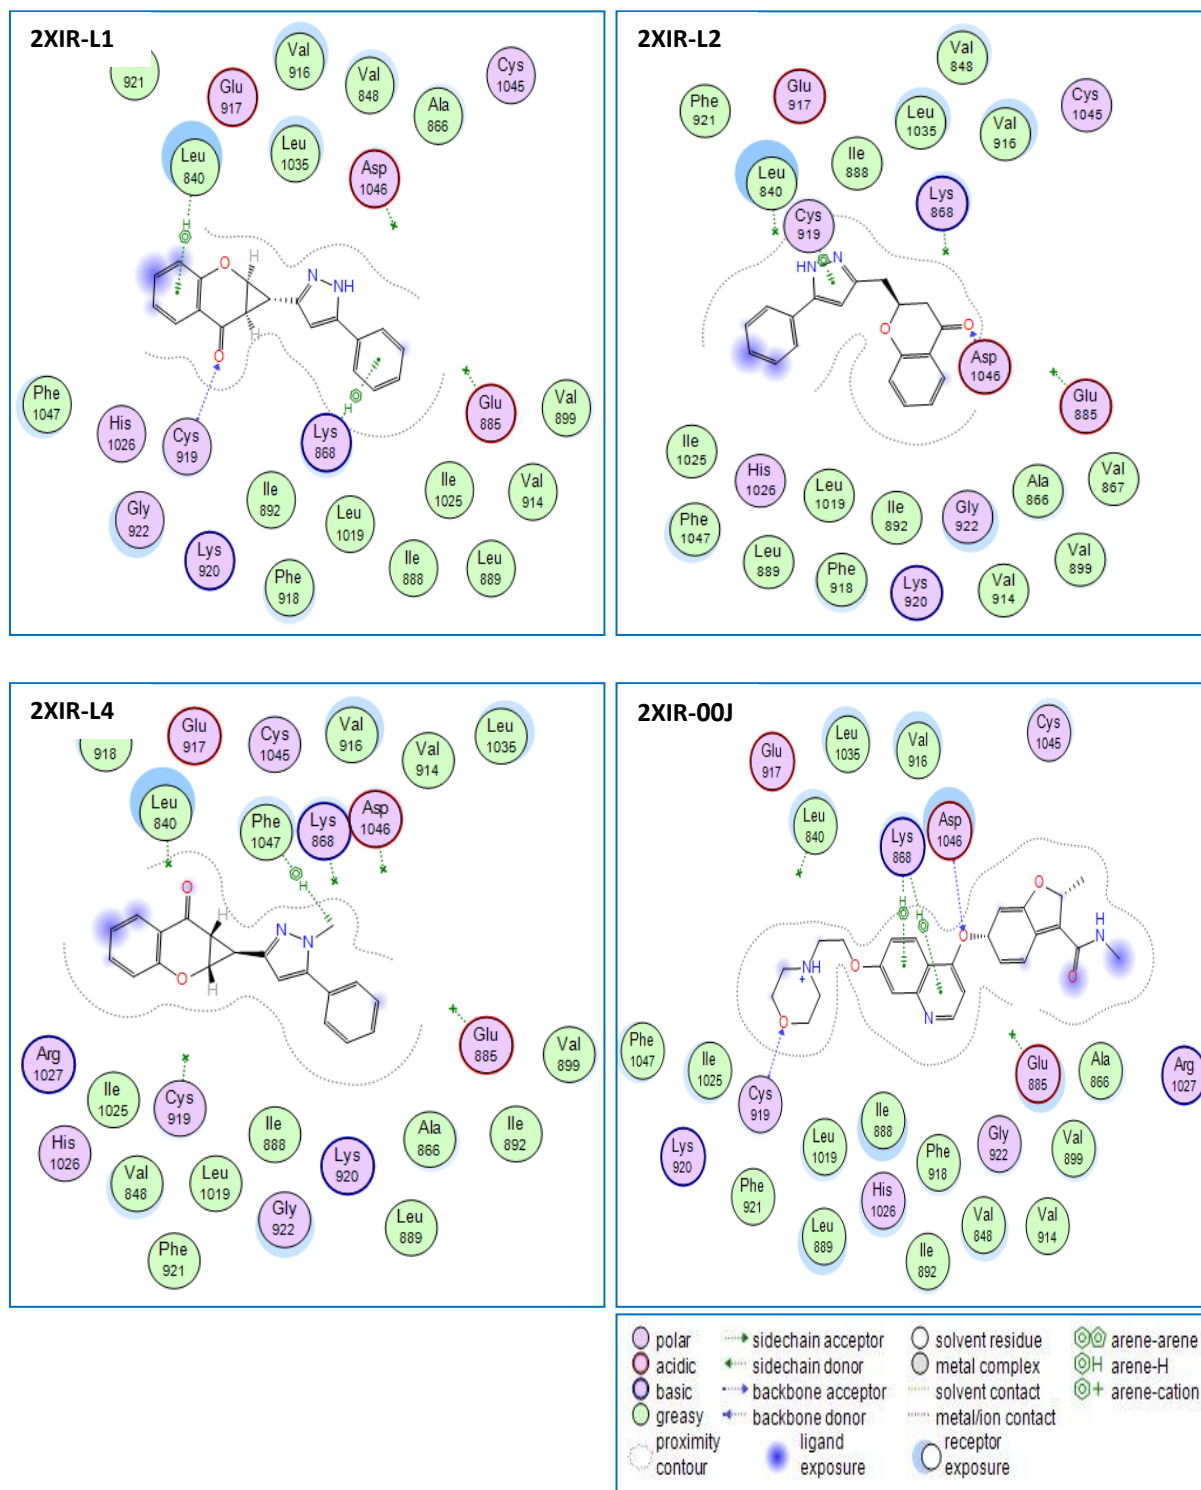 2XIR-L1
921
Glu
917
Val
916
Val
848
Cys
1045
Ala
866
Leu
840
Leu
1035
Asp
1046
H
O
H
N
NH
H
O
Phe
1047
His
1026
Cys
919
H
Lys
868
Glu
885
Val
899
Gly
922
Ile
892
Leu
1019
Ile
1025
Val
914
Lys
920
Phe
918
Ile
888
Leu
889
2XIR-L2
Val
848
Phe
921
Glu
917
Leu
1035
Val
916
Cys
1045
Leu
840
Ile
888
Lys
868
Cys
919
HN
N
O
O
Asp
1046
Glu
885
Ile
1025
His
1026
Leu
1019
Ile
892
Gly
922
Ala
866
Val
867
Phe
1047
Leu
889
Phe
918
Lys
920
Val
914
Val
899
2XIR-L4
918
Glu
917
Cys
1045
Val
916
Val
914
Leu
1035
Leu
840
Phe
1047
Lys
868
Asp
1046
H
O
H
N
N
O
H
Arg
1027
Ile
1025
Cys
919
Glu
885
Val
899
His
1026
Val
848
Leu
1019
Ile
888
Lys
920
Ala
866
Ile
892
Gly
922
Leu
889
Phe
921
2XIR-00J
Glu
917
Leu
1035
Val
916
Cys
1045
Leu
840
Lys
868
Asp
1046
H
H
O
H
N
O
O
NH
+
O
O
N
Phe
1047
Ile
1025
Cys
919
Glu
885
Ala
866
Arg
1027
Lys
920
Phe
921
Leu
1019
Ile
888
Phe
918
Gly
922
Val
899
Leu
889
His
1026
Ile
892
Val
848
Val
914
polar
acidic
basic
greasy
proximity
contour
sidechain acceptor
sidechain donor
backbone acceptor
backbone donor
ligand
exposure
solvent residue
metal complex
solvent contact
metal/ion contact
receptor
exposure
arene-arene
H arene-H
+ arene-cation